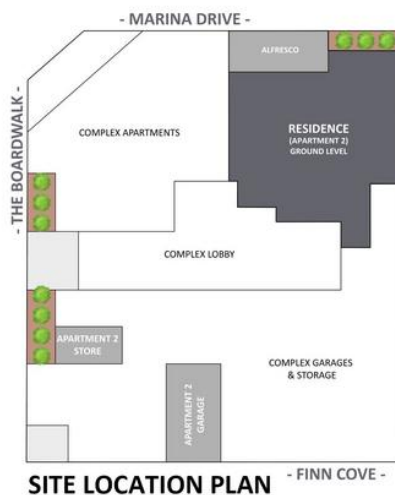 - MARINA DRIVE -
ALFRESCO
- THE BOARDWALK -
COMPLEX APARTMENTS
RESIDENCE
(APARTMENT 2)
GROUND LEVEL
COMPLEX LOBBY
APARTMENT 2
STORE
COMPLEX GARAGES
& STORAGE
APARTMENT 2
GARAGE
SITE LOCATION PLAN
- FINN COVE -